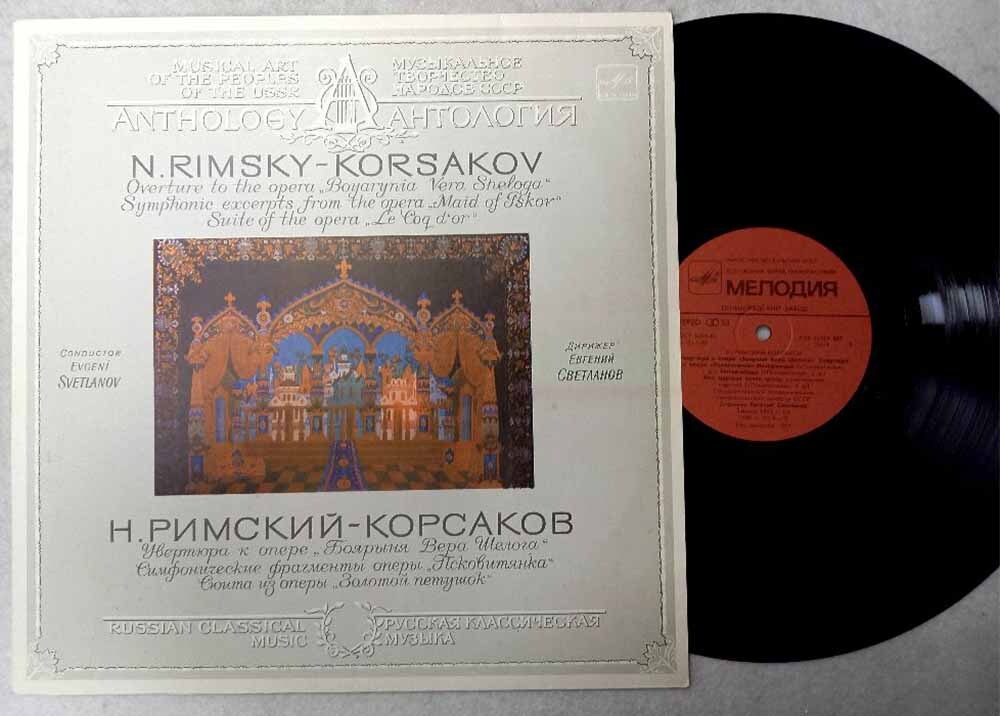 MUSICAL ART
OF THE PEOPLES
OF THE USSR
МУЗЫКАЛЬНОЕ
ТВОРЧЕСТВО
НАРОДОВ СССР
ANTHOLOGY
АНТОЛОГИЯ
N.RIMSKY-KORSAKOV
Overture to the opera „Boyarynia Vera Sheloga“
Symphonic excerpts from the opera „Maid of Pskov“
Suite of the opera „Le Coq d'or“
CONDUCTOR
EVGENI
SVETLANOV
ДИРИЖЕР
ЕВГЕНИЙ
СВЕТЛАНОВ
Н.РИМСКИЙ-КОРСАКОВ
Увертюра к опере „Боярыня Вера Шелога“
Симфонические фрагменты оперы „Псковитянка“
Сюита из оперы „Золотой петушок“
RUSSIAN CLASSICAL
MUSIC
РУССКАЯ КЛАССИЧЕСКАЯ
МУЗЫКА
МЕЛОДИЯ